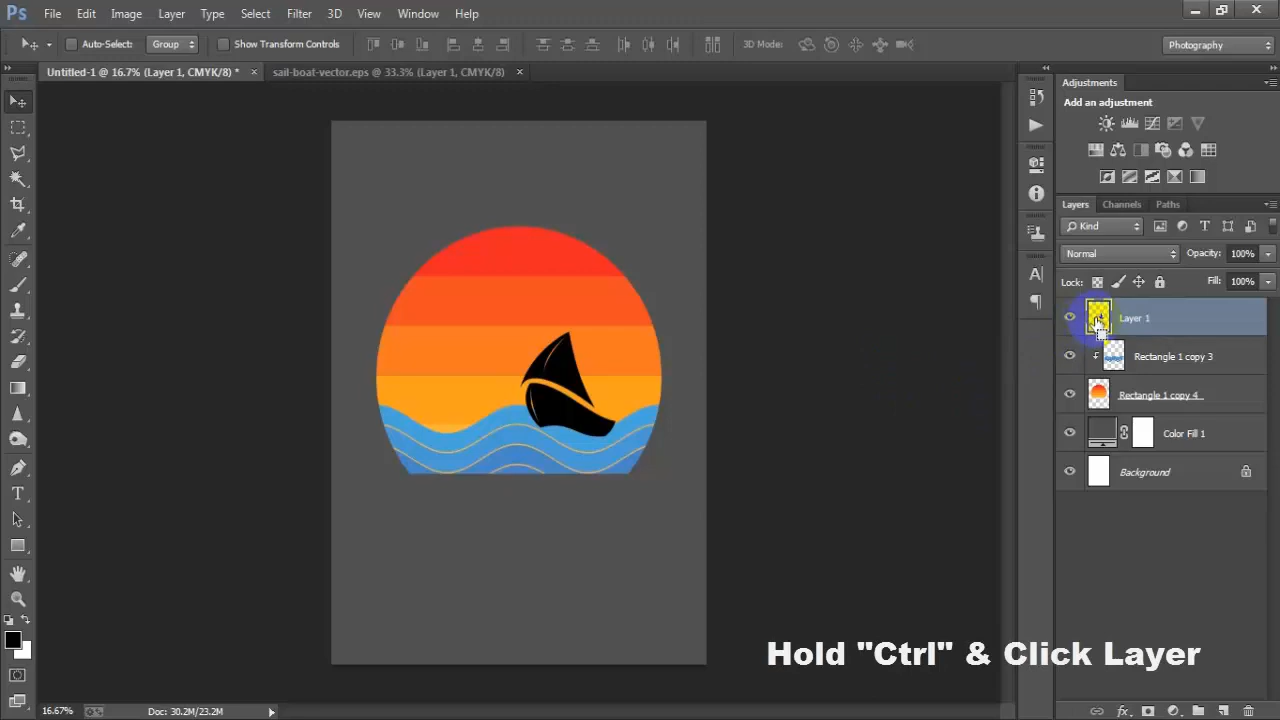 Ps File Edit Image Layer Type Select Filter 3D View Window Help
Auto-Select: Group Show Transform Controls 3D Mode: Photography
Untitled-1 @ 16.7% (Layer 1, CMYK/8) * × sail-boat-vector.eps @ 33.3% (Layer 1, CMYK/8) ×
Adjustments
Add an adjustment
Layers Channels Paths
Kind
Normal Opacity: 100%
Lock: Fill: 100%
Layer 1
Rectangle 1 copy 3
Rectangle 1 copy 4
Color Fill 1
Background
Hold "Ctrl" & Click Layer
16.67% Doc: 30.2M/23.2M